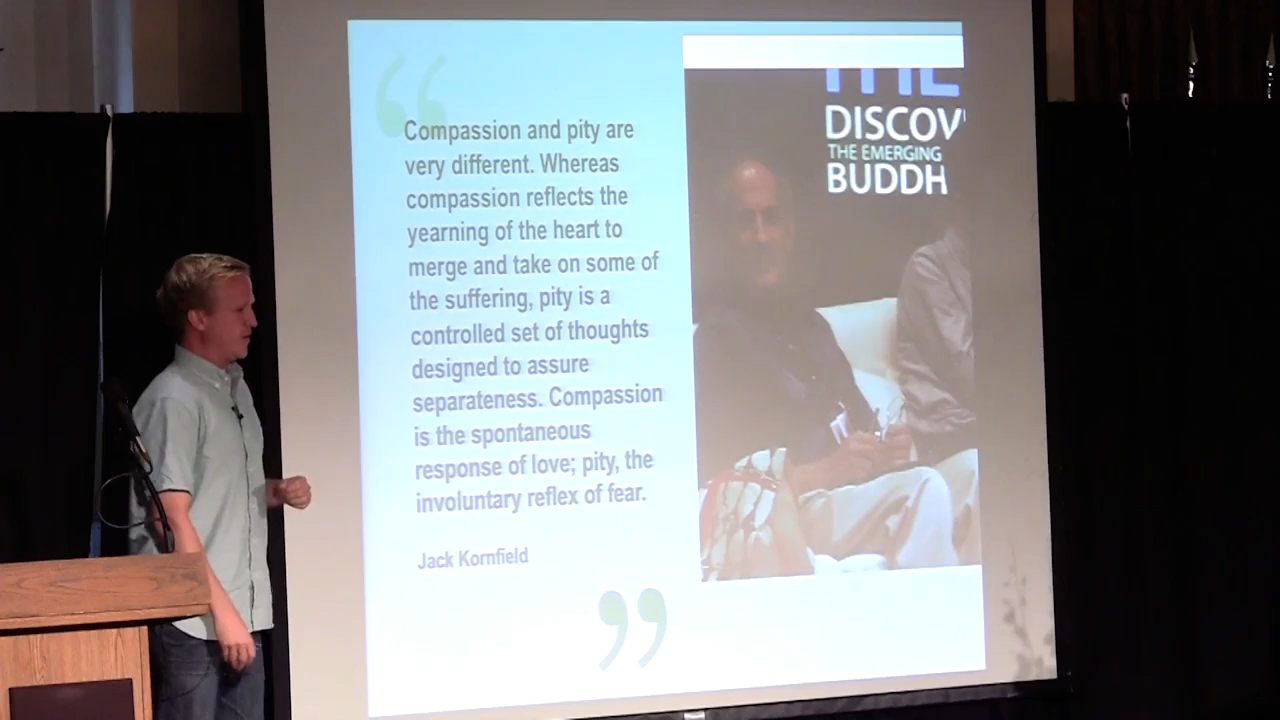 Compassion and pity are
very different. Whereas
compassion reflects the
yearning of the heart to
merge and take on some of
the suffering, pity is a
controlled set of thoughts
designed to assure
separateness. Compassion
is the spontaneous
response of love; pity, the
involuntary reflex of fear.
Jack Kornfield
THE
DISCOV
THE EMERGING
BUDDH